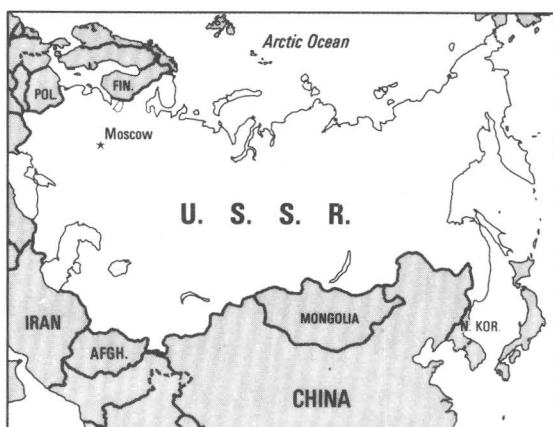 Arctic Ocean
POL.
FIN.
Moscow
U. S. S. R.
IRAN
AFGH.
MONGOLIA
N. KOR.
CHINA